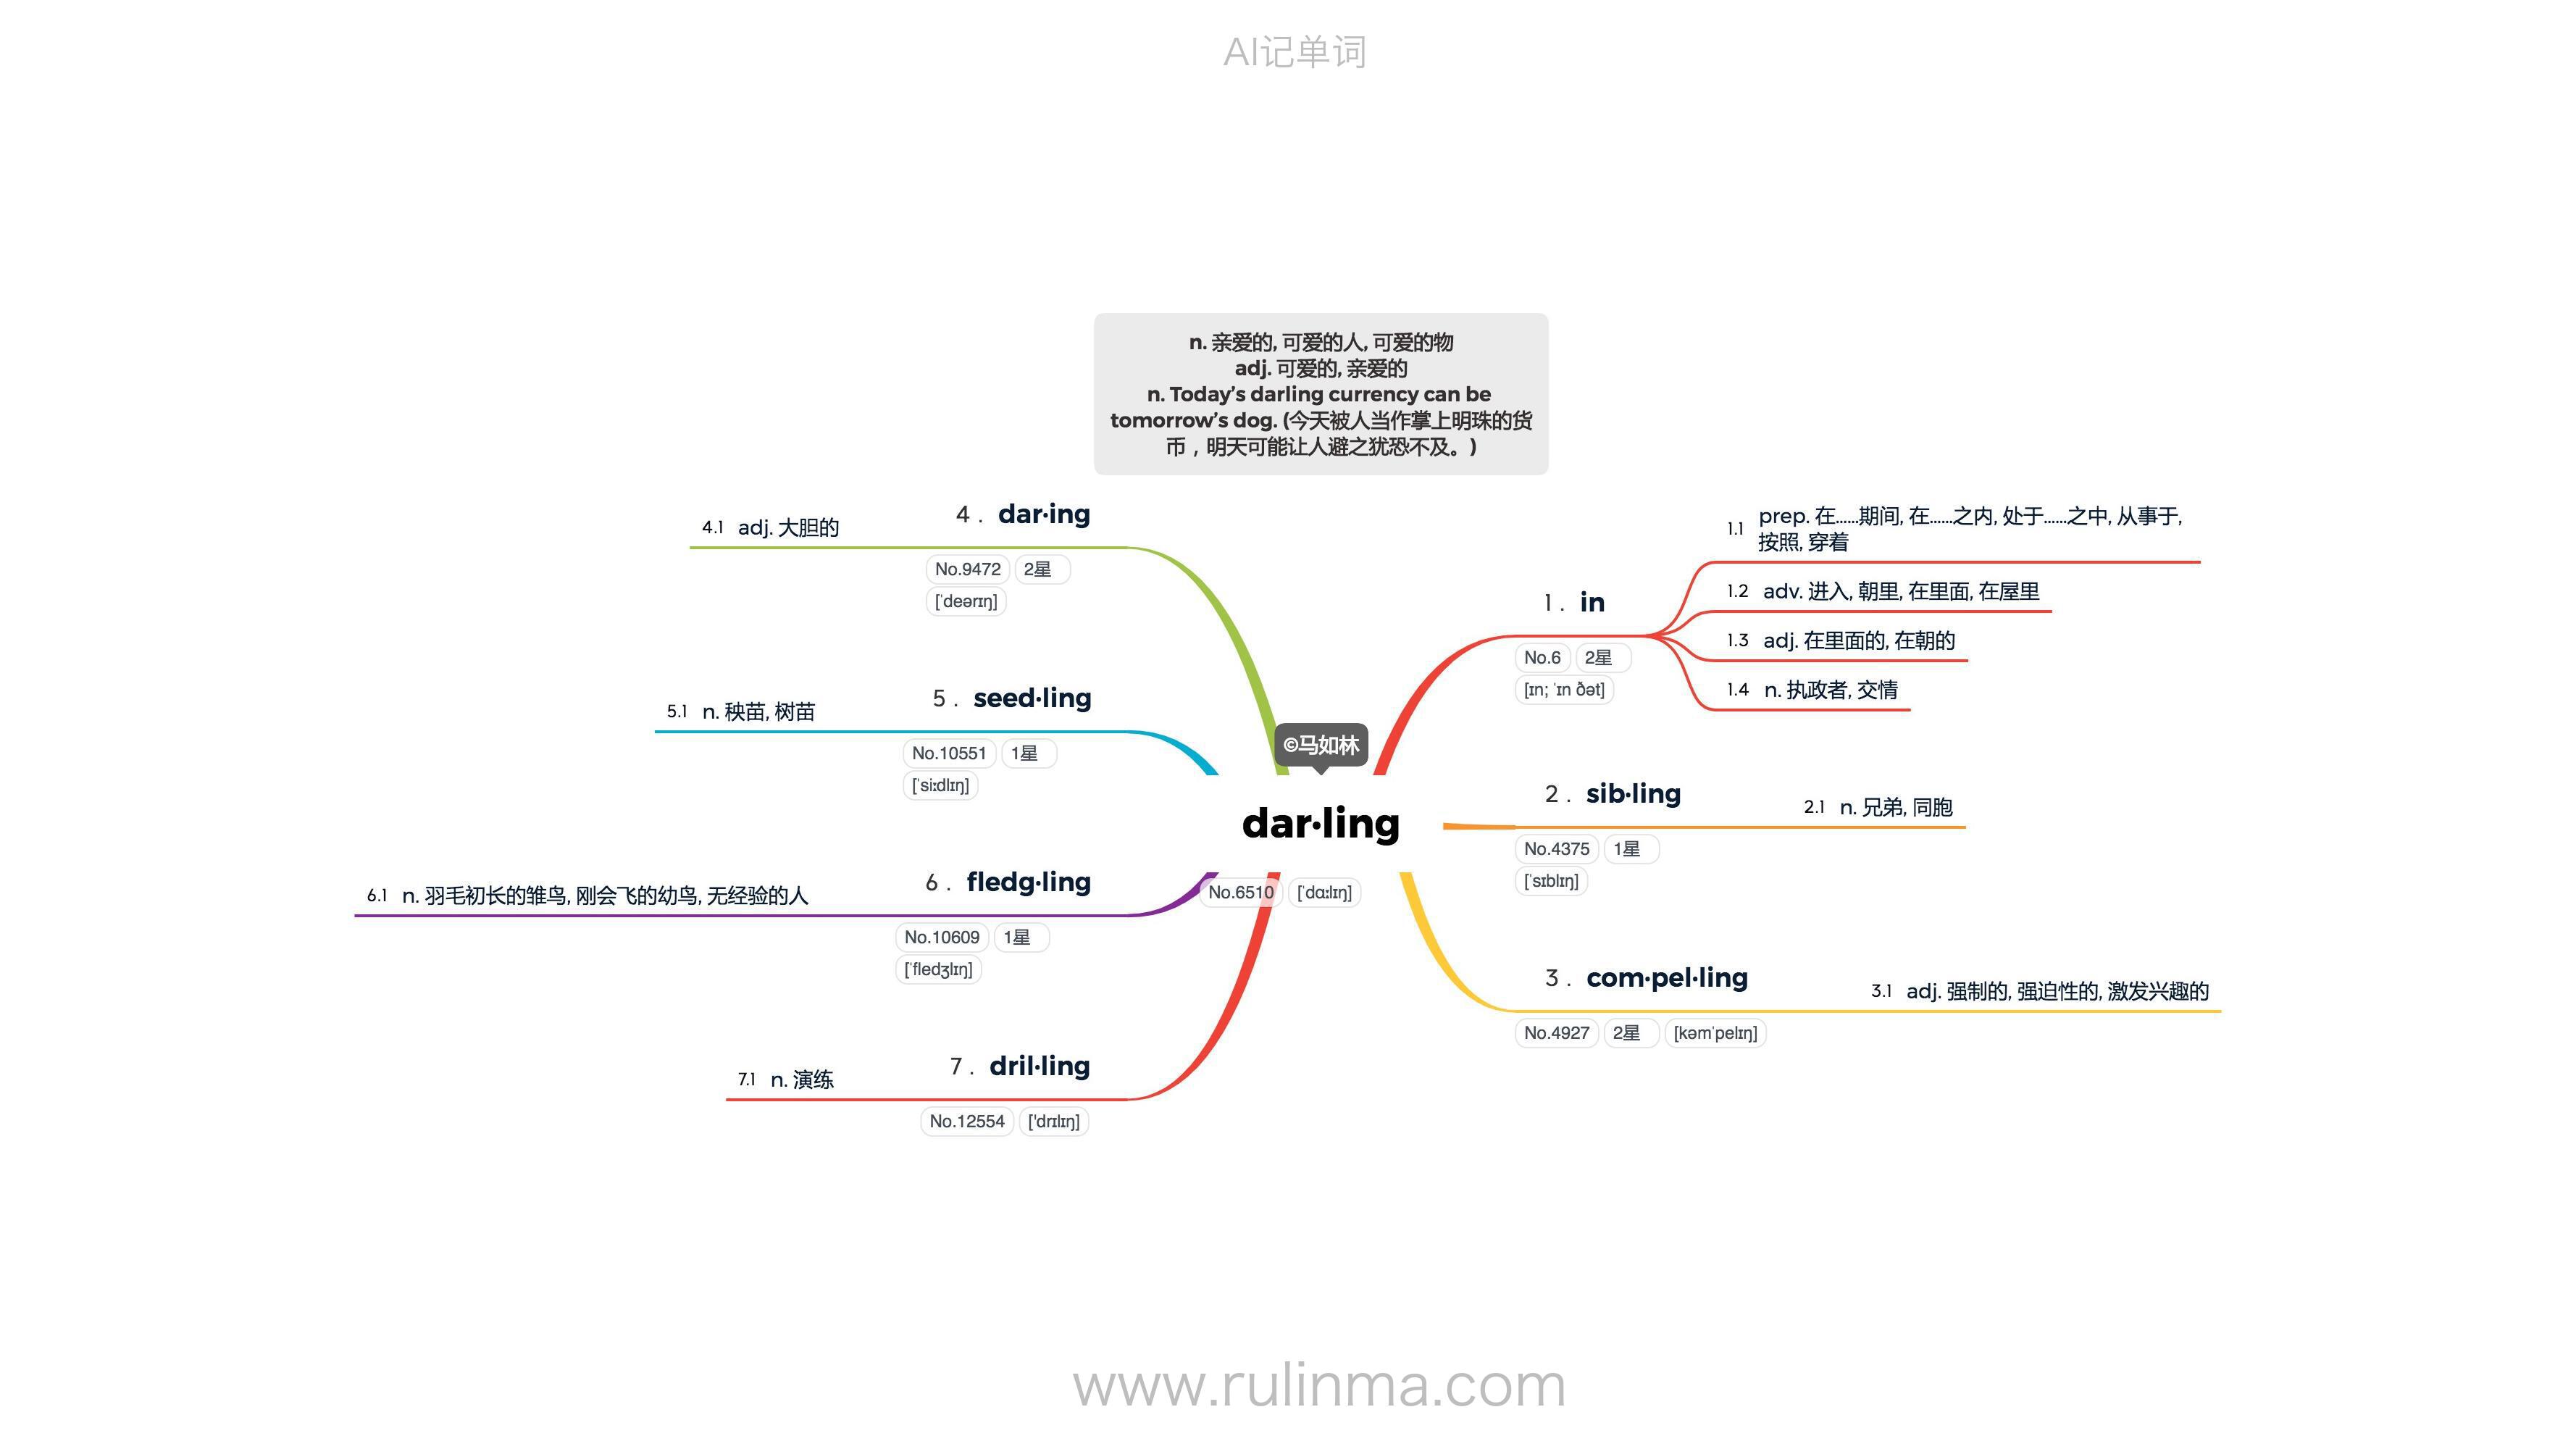 AI记单词
n. 亲爱的, 可爱的人, 可爱的物
adj. 可爱的, 亲爱的
n. Today’s darling currency can be
tomorrow’s dog. (今天被人当作掌上明珠的货
币，明天可能让人避之犹恐不及。)
©马如林
dar·ling
No.6510 [ˈdɑːlɪŋ]
1 . in
No.6 2星
[ɪn; ˈɪn ðət]
1.1 prep. 在……期间, 在……之内, 处于……之中, 从事于,
按照, 穿着
1.2 adv. 进入, 朝里, 在里面, 在屋里
1.3 adj. 在里面的, 在朝的
1.4 n. 执政者, 交情
2 . sib·ling
No.4375 1星
[ˈsɪblɪŋ]
2.1 n. 兄弟, 同胞
3 . com·pel·ling
No.4927 2星 [kəmˈpelɪŋ]
3.1 adj. 强制的, 强迫性的, 激发兴趣的
4 . dar·ing
No.9472 2星
[ˈdeərɪŋ]
4.1 adj. 大胆的
5 . seed·ling
No.10551 1星
[ˈsiːdlɪŋ]
5.1 n. 秧苗, 树苗
6 . fledg·ling
No.10609 1星
[ˈfledʒlɪŋ]
6.1 n. 羽毛初长的雏鸟, 刚会飞的幼鸟, 无经验的人
7 . dril·ling
No.12554 ['drɪlɪŋ]
7.1 n. 演练
www.rulinma.com